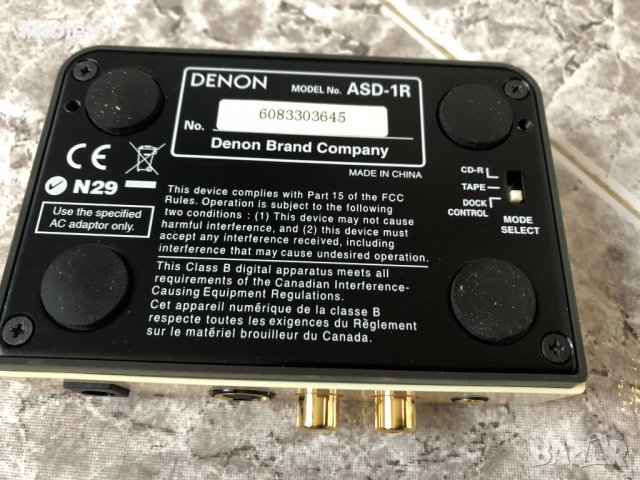 DENON MODEL No. ASD-1R
No. 6083303645
Denon Brand Company
MADE IN CHINA
CE
N29
Use the specified
AC adaptor only.
This device complies with Part 15 of the FCC
Rules. Operation is subject to the following
two conditions : (1) This device may not cause
harmful interference, and (2) this device must
accept any interference received, including
interference that may cause undesired operation.
This Class B digital apparatus meets all
requirements of the Canadian Interference-
Causing Equipment Regulations.
Cet appareil numérique de la classe B
respecte toutes les exigences du Règlement
sur le matériel brouilleur du Canada.
CD-R
TAPE
DOCK
CONTROL
MODE
SELECT
BAZAR